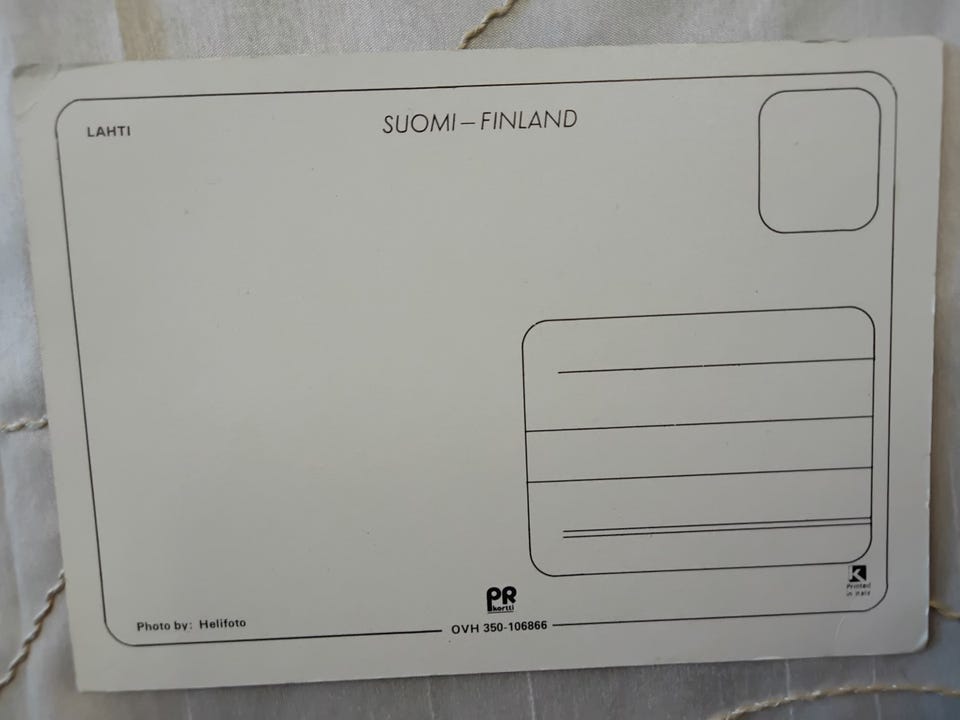 LAHTI
SUOMI–FINLAND
K
Printed
in Italy
PR
kortti
Photo by: Helifoto
OVH 350-106866